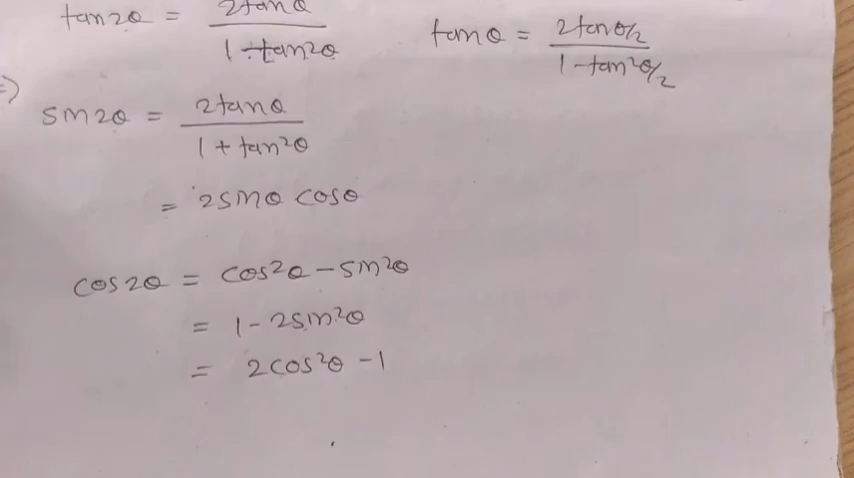 tan2θ = 2tanθ / 1-tan²θ
tanθ = 2tanθ/2 / 1-tan²θ/2
=> sin2θ = 2tanθ / 1+tan²θ
= 2sinθ cosθ
cos2θ = cos²θ - sin²θ
= 1 - 2sin²θ
= 2cos²θ - 1